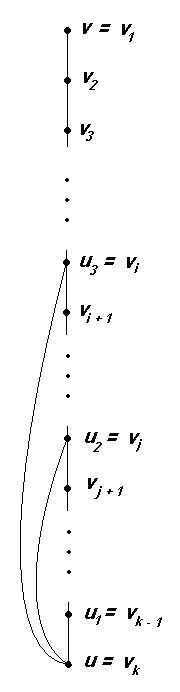 v = v₁
v₂
v₃
u₃ = vᵢ
vᵢ ₊ ₁
u₂ = vⱼ
vⱼ ₊ ₁
u₁ = vₖ ₋ ₁
u = vₖ